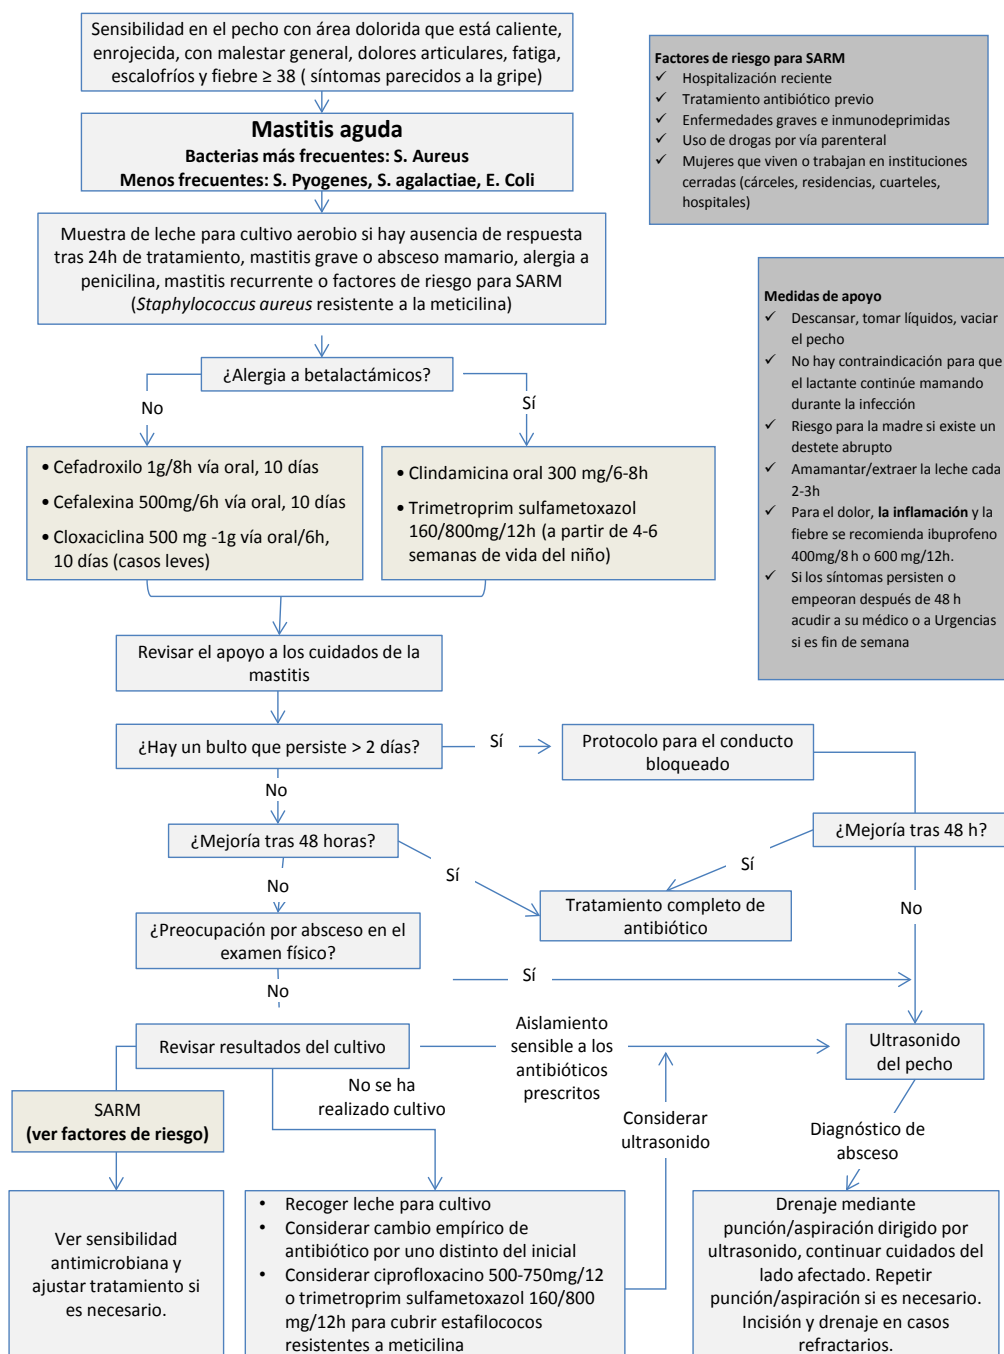 Sensibilidad en el pecho con área dolorida que está caliente,
enrojecida, con malestar general, dolores articulares, fatiga,
escalofríos y fiebre ≥ 38 ( síntomas parecidos a la gripe)
Mastitis aguda
Bacterias más frecuentes: S. Aureus
Menos frecuentes: S. Pyogenes, S. agalactiae, E. Coli
Factores de riesgo para SARM
✓ Hospitalización reciente
✓ Tratamiento antibiótico previo
✓ Enfermedades graves e inmunodeprimidas
✓ Uso de drogas por vía parenteral
✓ Mujeres que viven o trabajan en instituciones
cerradas (cárceles, residencias, cuarteles,
hospitales)
Muestra de leche para cultivo aerobio si hay ausencia de respuesta
tras 24h de tratamiento, mastitis grave o absceso mamario, alergia a
penicilina, mastitis recurrente o factores de riesgo para SARM
(Staphylococcus aureus resistente a la meticilina)
Medidas de apoyo
✓ Descansar, tomar líquidos, vaciar
el pecho
✓ No hay contraindicación para que
el lactante continúe mamando
durante la infección
✓ Riesgo para la madre si existe un
destete abrupto
✓ Amamantar/extraer la leche cada
2-3h
✓ Para el dolor, la inflamación y la
fiebre se recomienda ibuprofeno
400mg/8 h o 600 mg/12h.
✓ Si los síntomas persisten o
empeoran después de 48 h
acudir a su médico o a Urgencias
si es fin de semana
¿Alergia a betalactámicos?
No
Sí
• Cefadroxilo 1g/8h vía oral, 10 días
• Cefalexina 500mg/6h vía oral, 10 días
• Cloxaciclina 500 mg -1g vía oral/6h,
10 días (casos leves)
• Clindamicina oral 300 mg/6-8h
• Trimetroprim sulfametoxazol
160/800mg/12h (a partir de 4-6
semanas de vida del niño)
Revisar el apoyo a los cuidados de la
mastitis
¿Hay un bulto que persiste > 2 días?
Sí
Protocolo para el conducto
bloqueado
No
¿Mejoría tras 48 horas?
¿Mejoría tras 48 h?
Sí
Sí
No
Tratamiento completo de
antibiótico
No
¿Preocupación por absceso en el
examen físico?
Sí
No
Revisar resultados del cultivo
Aislamiento
sensible a los
antibióticos
prescritos
Ultrasonido
del pecho
No se ha
realizado cultivo
SARM
(ver factores de riesgo)
Considerar
ultrasonido
Diagnóstico de
absceso
Ver sensibilidad
antimicrobiana y
ajustar tratamiento si
es necesario.
• Recoger leche para cultivo
• Considerar cambio empírico de
antibiótico por uno distinto del inicial
• Considerar ciprofloxacino 500-750mg/12
o trimetroprim sulfametoxazol 160/800
mg/12h para cubrir estafilococos
resistentes a meticilina
Drenaje mediante
punción/aspiración dirigido por
ultrasonido, continuar cuidados del
lado afectado. Repetir
punción/aspiración si es necesario.
Incisión y drenaje en casos
refractarios.